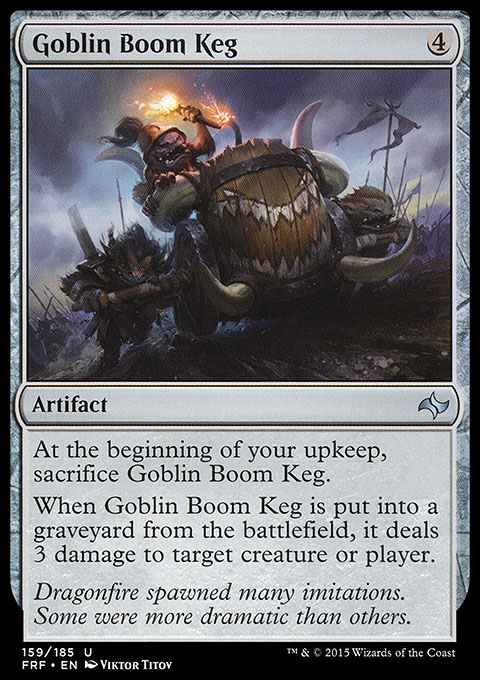 Goblin Boom Keg 4
Artifact
At the beginning of your upkeep,
sacrifice Goblin Boom Keg.
When Goblin Boom Keg is put into a
graveyard from the battlefield, it deals
3 damage to target creature or player.
Dragonfire spawned many imitations.
Some were more dramatic than others.
159/185 U
FRF • EN Viktor Titov
™ & © 2015 Wizards of the Coast